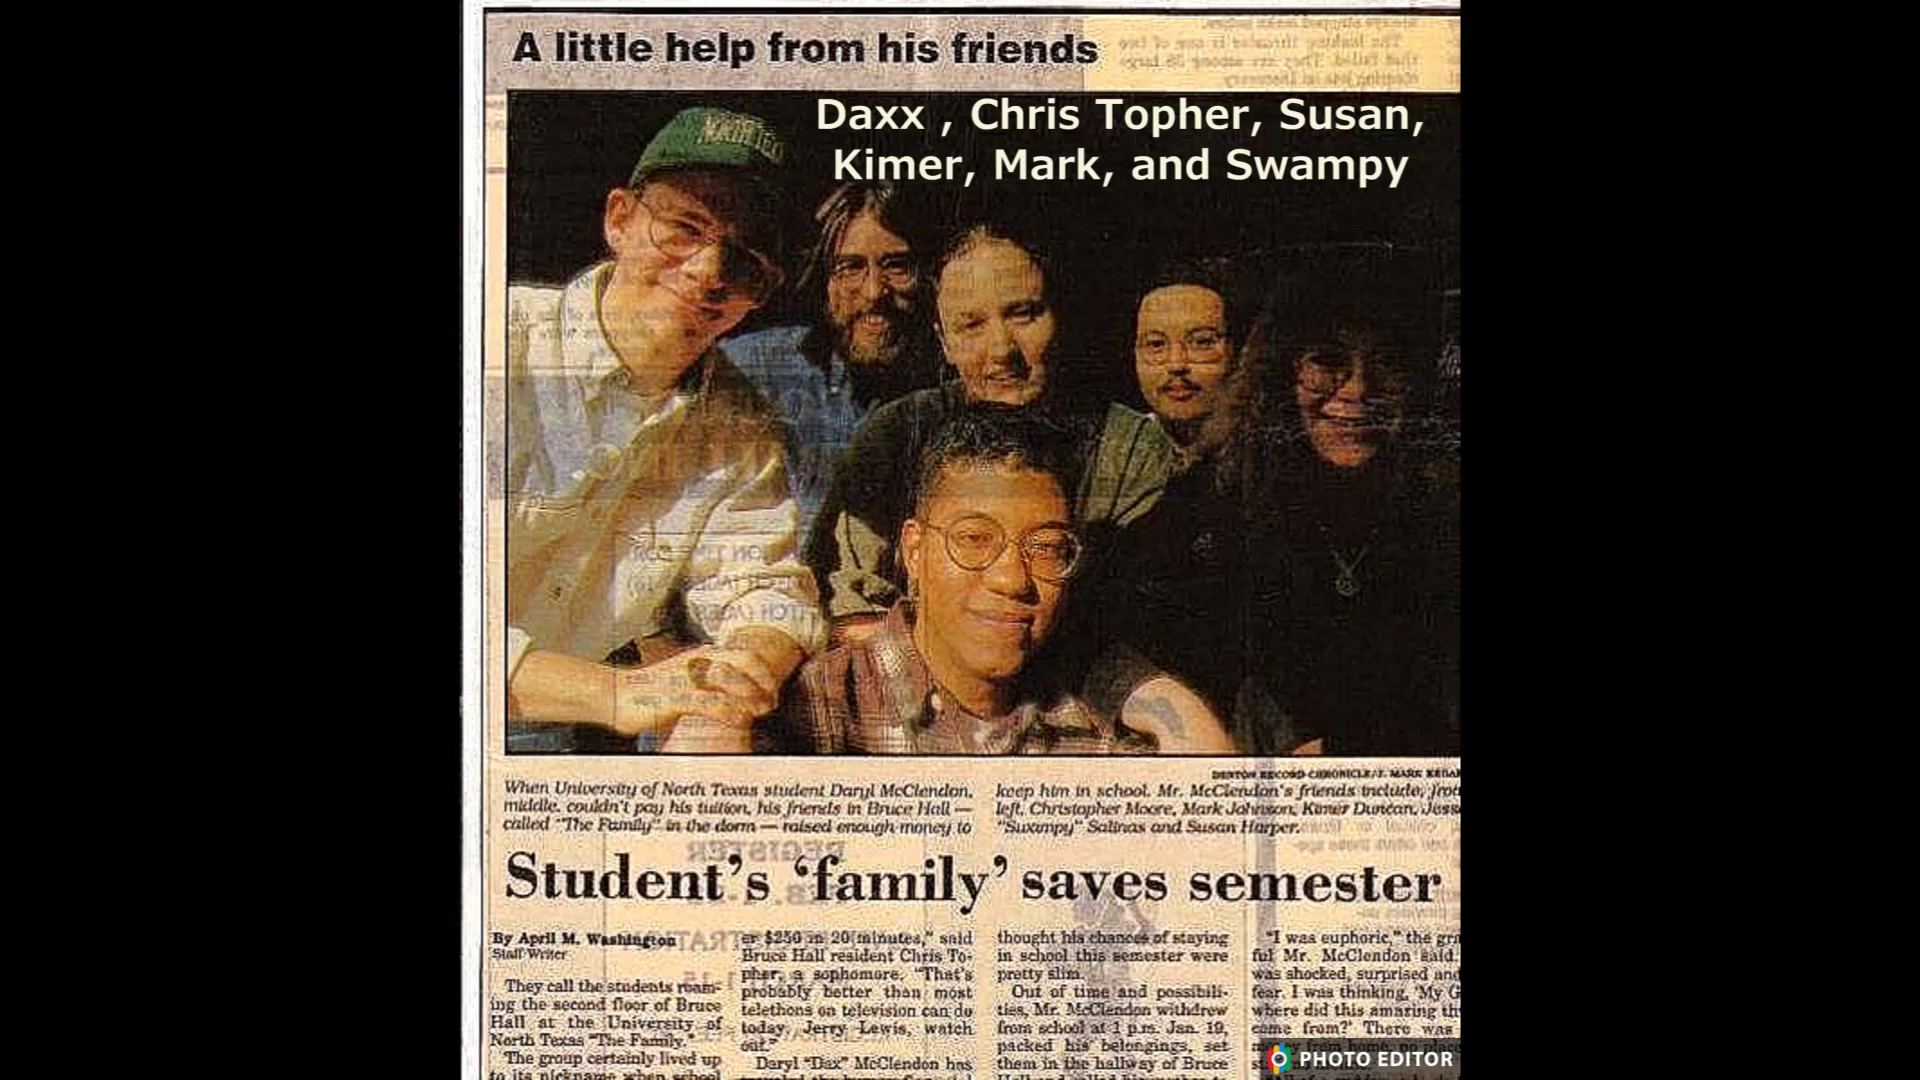 A little help from his friends
Daxx , Chris Topher, Susan,
Kimer, Mark, and Swampy
DENTON RECORD-CHRONICLE/T. MARK
When University of North Texas student Daryl McClendon,
middle, couldn't pay his tuition, his friends in Bruce Hall —
called "The Family" in the dorm — raised enough money to
keep him in school. Mr. McClendon's friends include,
left, Christopher Moore, Mark Johnson, Kimer Duncan,
"Swampy" Salinas and Susan Harper.
Student's 'family' saves semester
By April M. Washington
Staff Writer
They call the students roam-
ing the second floor of Bruce
Hall at the University of
North Texas "The Family."
The group certainly lived up
to its nickname when school
er $250 in 20 minutes," said
Bruce Hall resident Chris To-
pher, a sophomore. "That's
probably better than most
telethons on television can do
today. Jerry Lewis, watch
out."
Daryl "Dax" McClendon has
thought his chances of staying
in school this semester were
pretty slim.
Out of time and possibili-
ties, Mr. McClendon withdrew
from school at 1 p.m. Jan. 19,
packed his belongings, set
them in the hallway of Bruce
"I was euphoric," the
ful Mr. McClendon said.
was shocked, surprised and
fear. I was thinking, 'My
where did this amazing
come from?' There was
money from home, no
PHOTO EDITOR